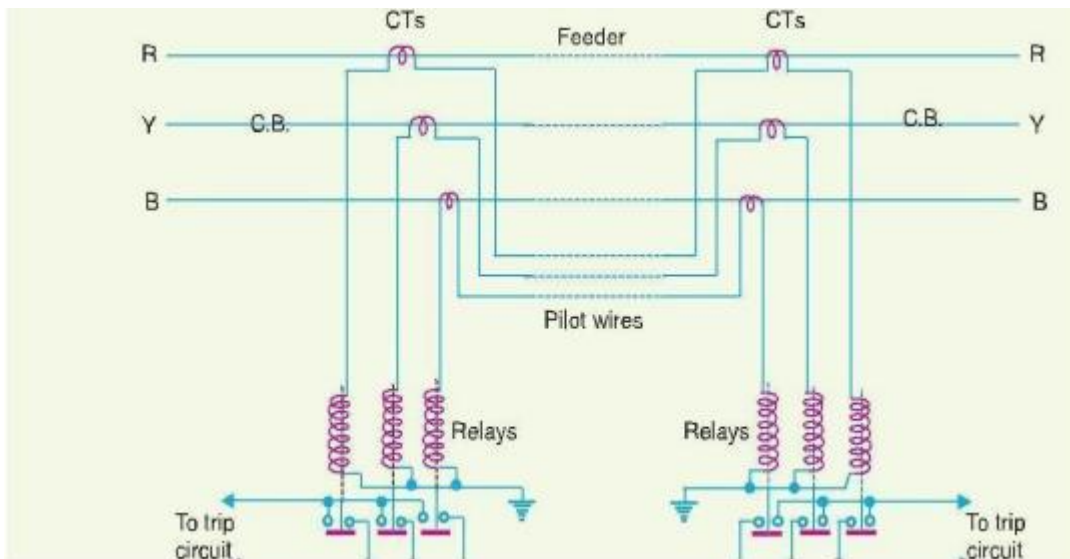 CTs
CTs
R
Feeder
R
Y
C.B.
C.B.
Y
B
B
Pilot wires
Relays
Relays
To trip
circuit
To trip
circuit